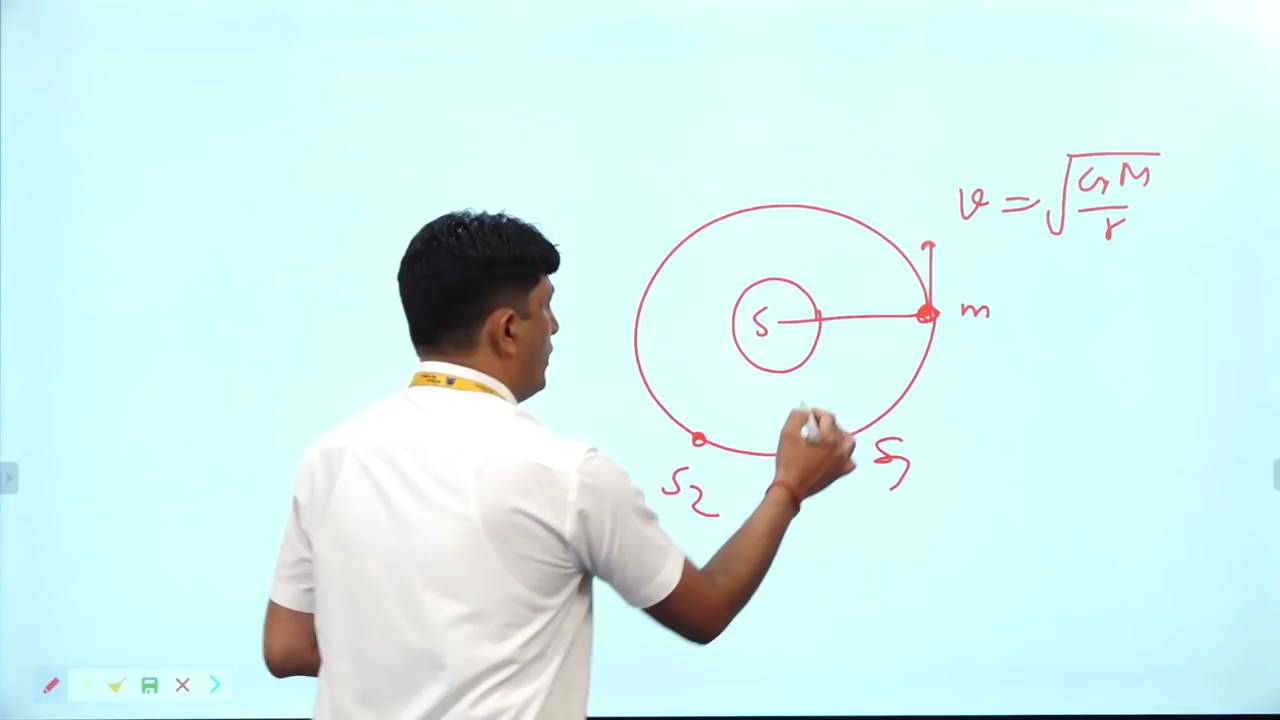 v = √(GM/r)
S
m
S1
S2